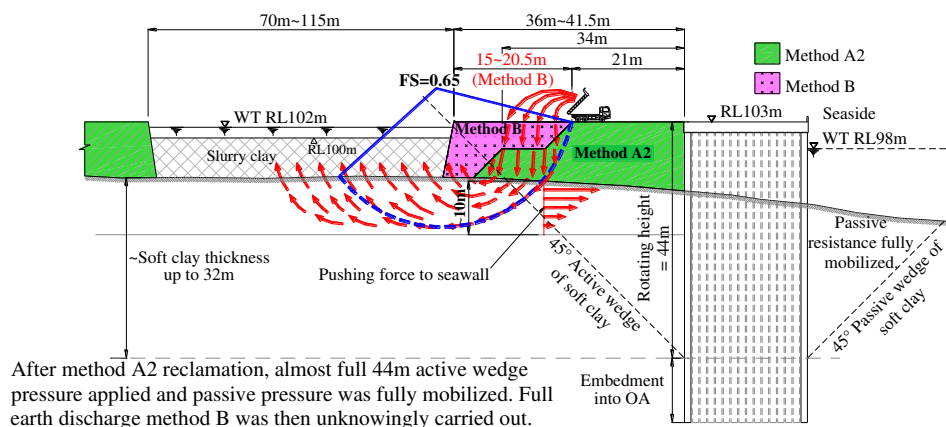 70m~115m
36m~41.5m
34m
15~20.5m
(Method B)
21m
FS=0.65
Method A2
Method B
WT RL102m
RL100m
Slurry clay
Method B
Method A2
RL103m
Seaside
WT RL98m
10m
~Soft clay thickness
up to 32m
Pushing force to seawall
45° Active wedge
of soft clay
Rotating height
= 44m
Passive
resistance fully
mobilized.
45° Passive wedge of
soft clay
Embedment
into OA
After method A2 reclamation, almost full 44m active wedge
pressure applied and passive pressure was fully mobilized. Full
earth discharge method B was then unknowingly carried out.